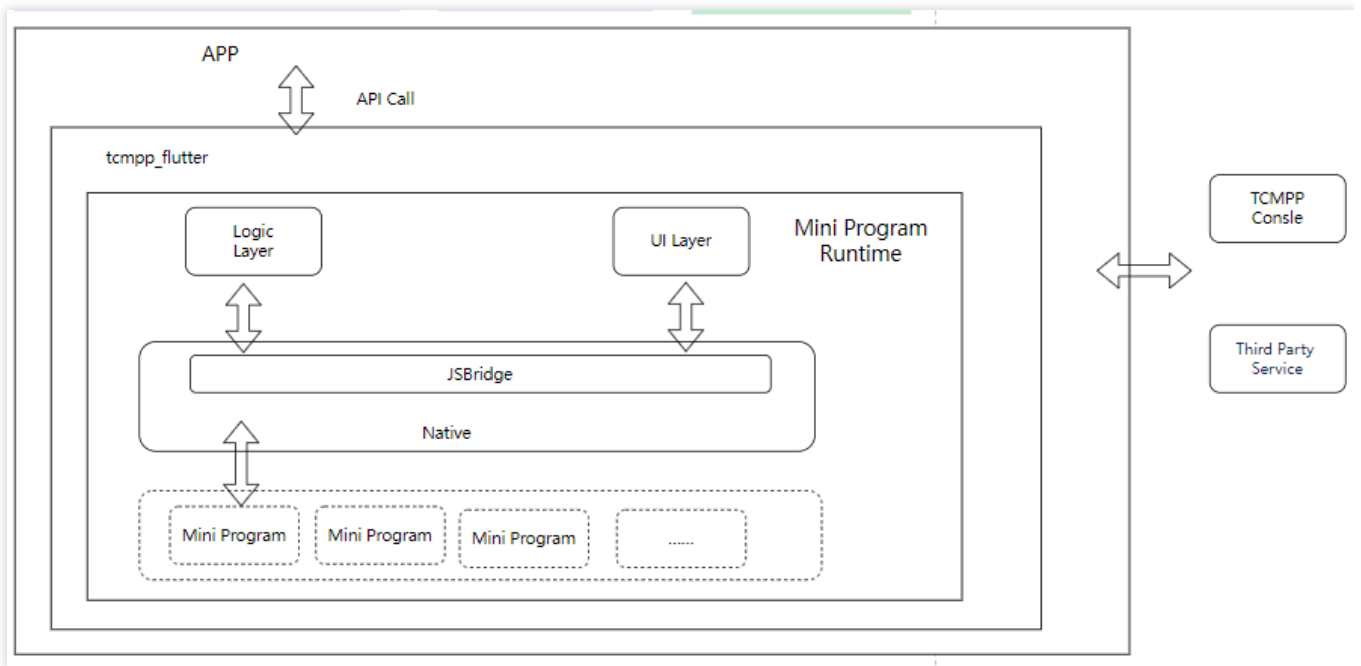 APP
API Call
tcmpp_flutter
Logic
Layer
UI Layer
Mini Program
Runtime
JSBridge
Native
Mini Program
Mini Program
Mini Program
......
TCMPP
Consle
Third Party
Service